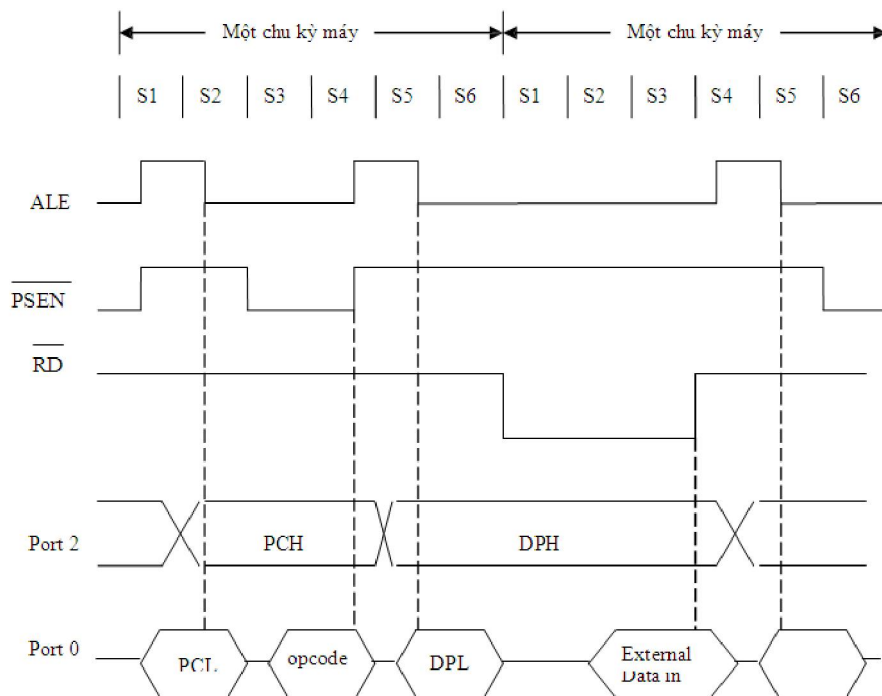 Một chu kỳ máy Một chu kỳ máy
S1 S2 S3 S4 S5 S6 S1 S2 S3 S4 S5 S6
ALE
PSEN
RD
Port 2 PCH DPH
Port 0 PCL opcode DPL External
Data in